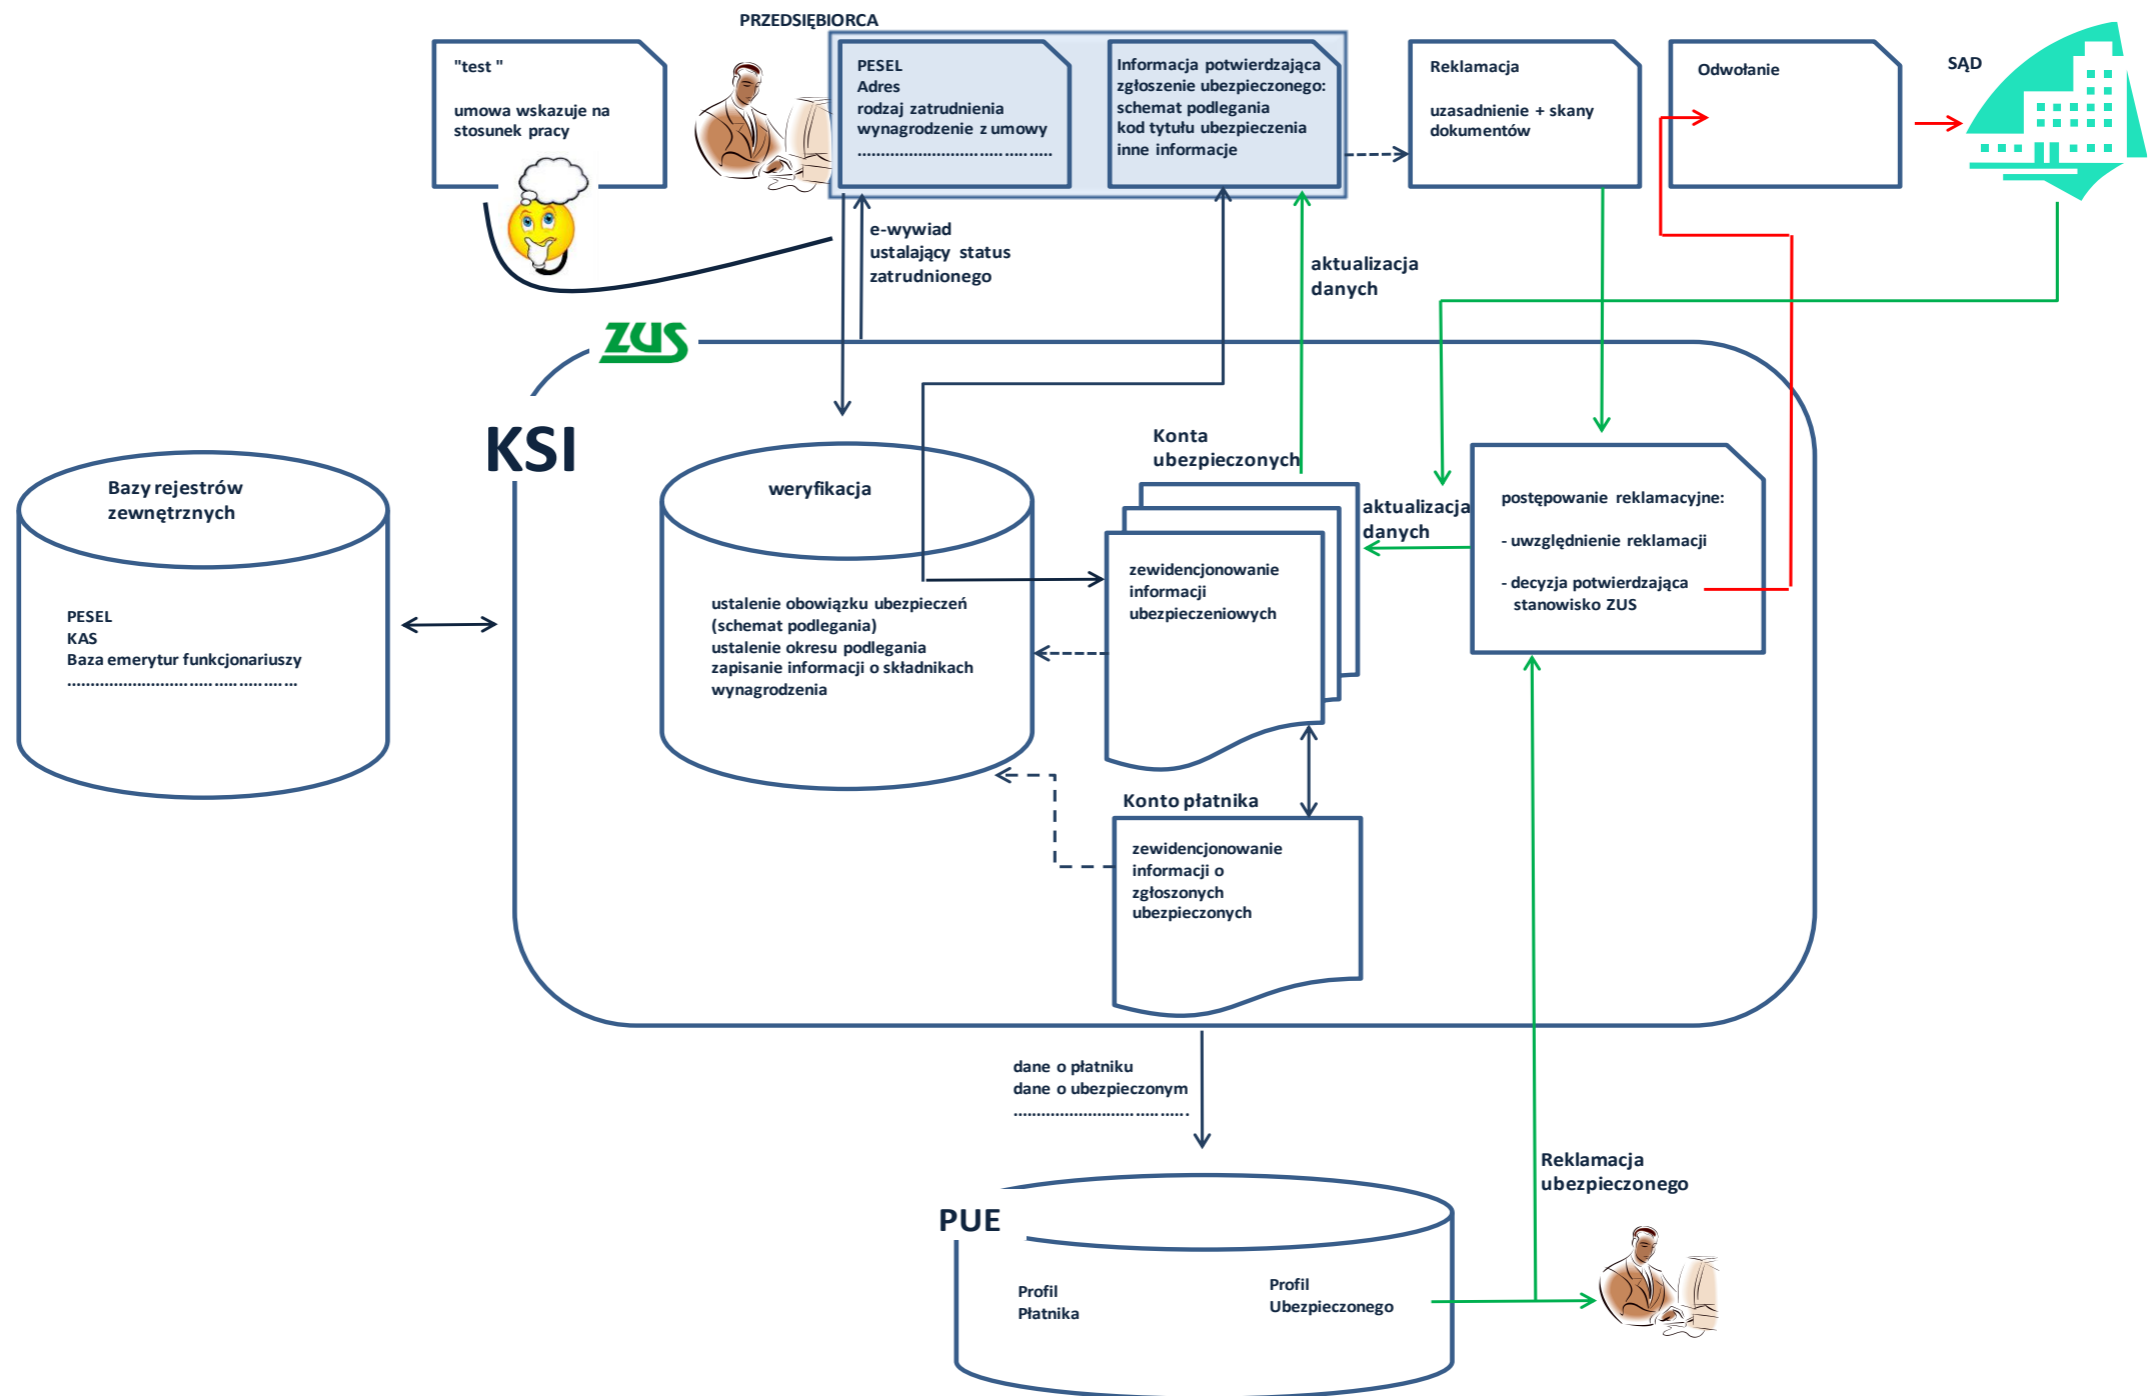 PRZEDSIĘBIORCA
"test "
umowa wskazuje na
stosunek pracy
PESEL
Adres
rodzaj zatrudnienia
wynagrodzenie z umowy
..........................................
Informacja potwierdzająca
zgłoszenie ubezpieczonego:
schemat podlegania
kod tytułu ubezpieczenia
inne informacje
Reklamacja
uzasadnienie + skany
dokumentów
Odwołanie
SĄD
e-wywiad
ustalający status
zatrudnionego
aktualizacja
danych
ZUS
KSI
Bazy rejestrów
zewnętrznych
PESEL
KAS
Baza emerytur funkcjonariuszy
..................................................
weryfikacja
ustalenie obowiązku ubezpieczeń
(schemat podlegania)
ustalenie okresu podlegania
zapisanie informacji o składnikach
wynagrodzenia
Konta
ubezpieczonych
zewidencjonowanie
informacji
ubezpieczeniowych
aktualizacja
danych
postępowanie reklamacyjne:
- uwzględnienie reklamacji
- decyzja potwierdzająca
stanowisko ZUS
Konto płatnika
zewidencjonowanie
informacji o
zgłoszonych
ubezpieczonych
dane o płatniku
dane o ubezpieczonym
......................................
PUE
Profil
Płatnika
Profil
Ubezpieczonego
Reklamacja
ubezpieczonego